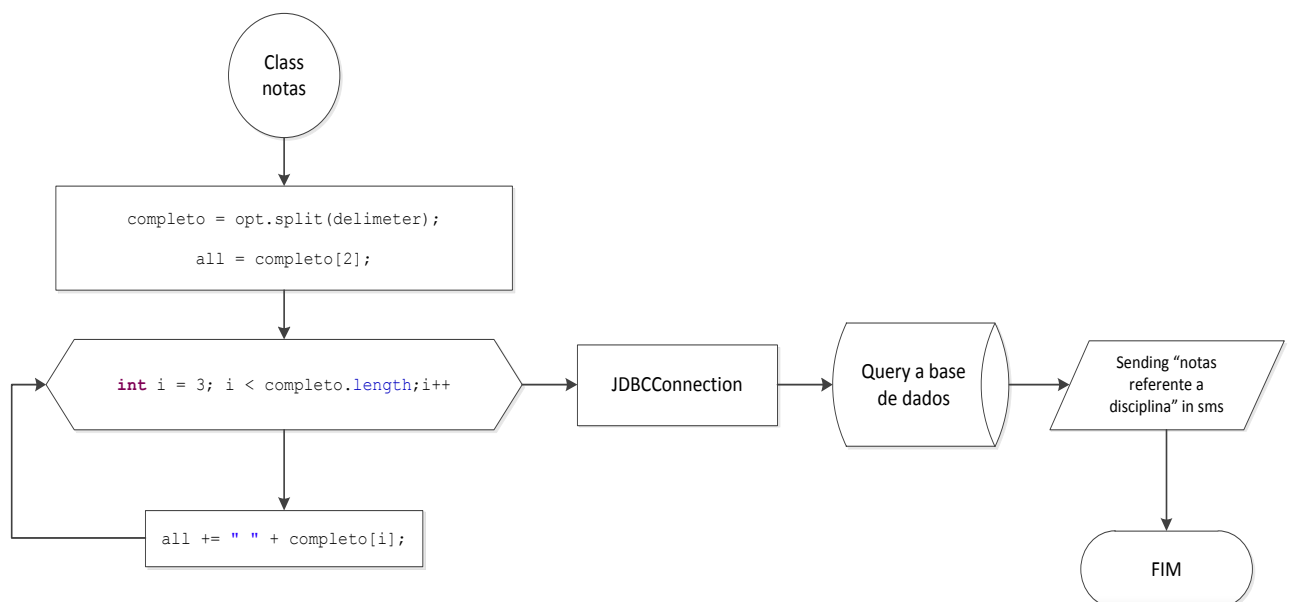 Class
notas
completo = opt.split(delimeter);
all = completo[2];
int i = 3; i < completo.length;i++
JDBCConnection
Query a base
de dados
Sending “notas
referente a
disciplina” in sms
all += " " + completo[i];
FIM